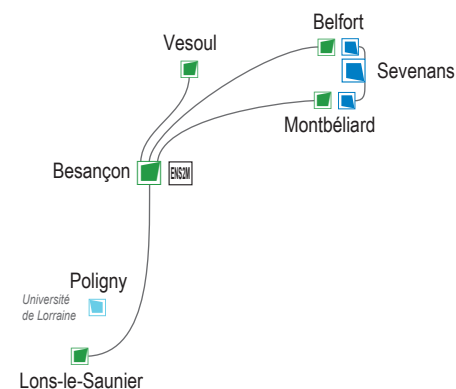 Belfort
Vesoul
Sevenans
Montbéliard
Besançon
ENS2M
Poligny
Université
de Lorraine
Lons-le-Saunier